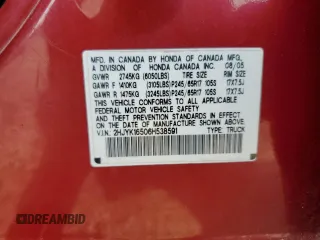 MFD. IN CANADA BY HONDA OF CANADA MFG.,
A DIVISION OF HONDA CANADA INC. 08/05
GVWR 2745KG (6050LBS) TIRE SIZE RIM SIZE
GAWR F 1410KG (3105LBS) P245/65R17 105S 17X7.5J
GAWR R 1475KG (3245LBS) P245/65R17 105S 17X7.5J
THIS VEHICLE CONFORMS TO ALL APPLICABLE
FEDERAL MOTOR VEHICLE SAFETY STANDARDS
IN EFFECT ON THE DATE OF MANUFACTURE
SHOWN ABOVE.
V.I.N.: 2HJYK16506H538591 TYPE: TRUCK
©DREAMBID